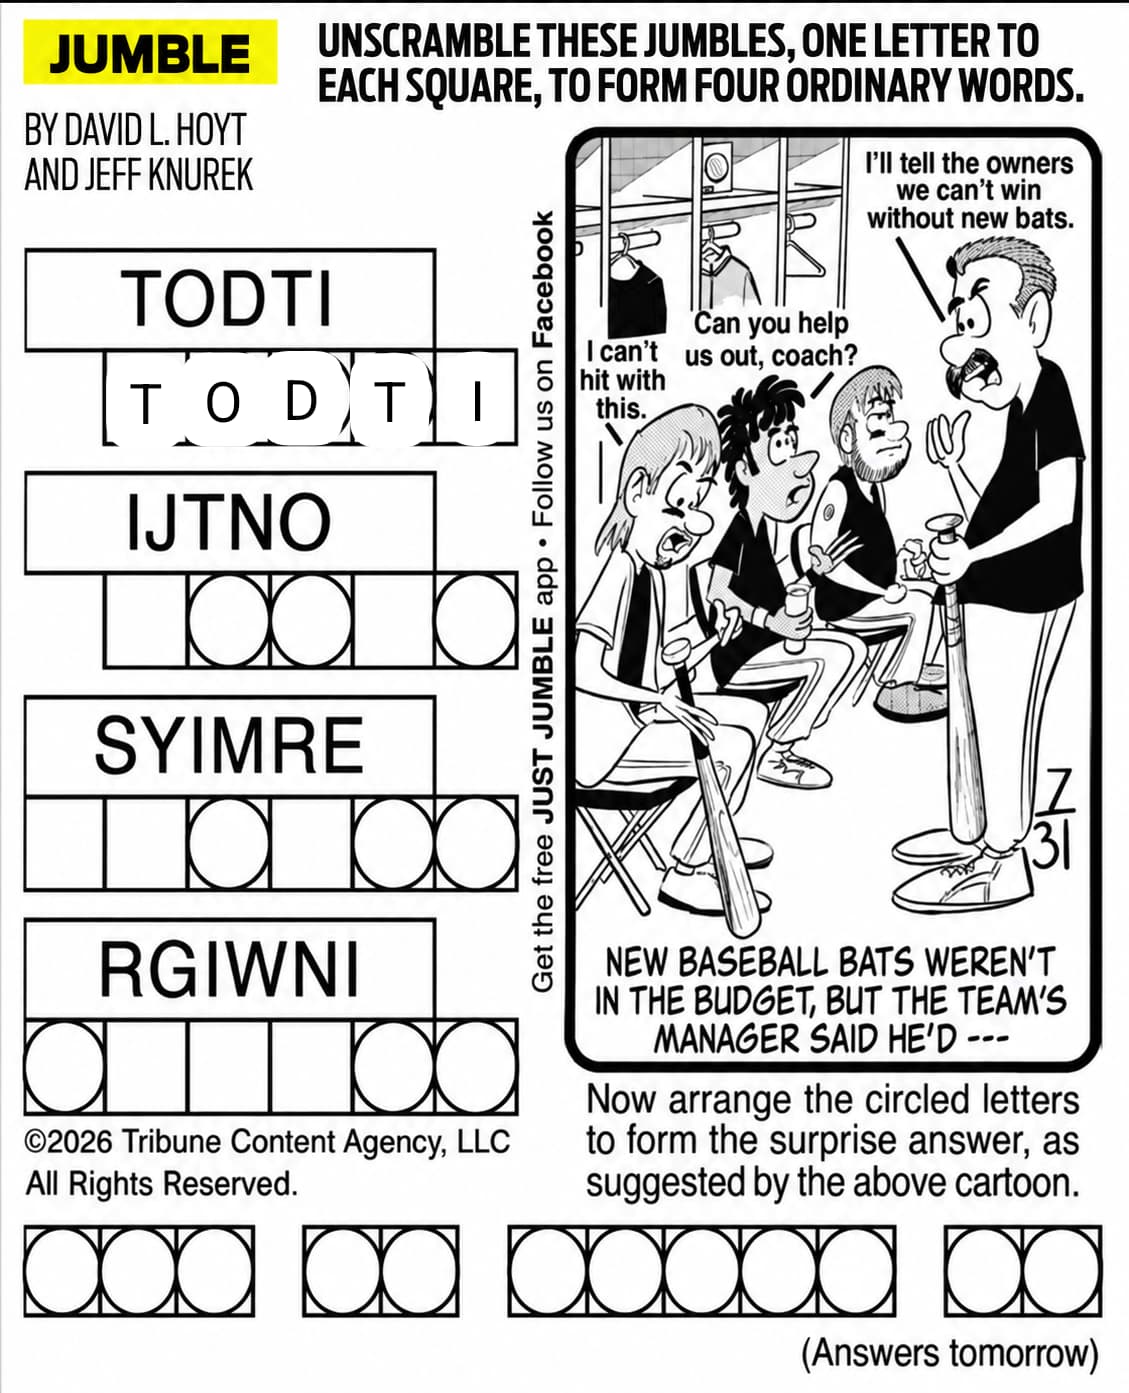 JUMBLE
BY DAVID L. HOYT
AND JEFF KNUREK
UNSCRAMBLE THESE JUMBLES, ONE LETTER TO
EACH SQUARE, TO FORM FOUR ORDINARY WORDS.
TODTI
T O D T I
IJTNO
SYIMRE
RGIWNI
©2026 Tribune Content Agency, LLC
All Rights Reserved.
Get the free JUST JUMBLE app • Follow us on Facebook
I'll tell the owners
we can't win
without new bats.
Can you help
us out, coach?
I can't
hit with
this.
7
31
NEW BASEBALL BATS WEREN'T
IN THE BUDGET, BUT THE TEAM'S
MANAGER SAID HE'D ---
Now arrange the circled letters
to form the surprise answer, as
suggested by the above cartoon.
(Answers tomorrow)